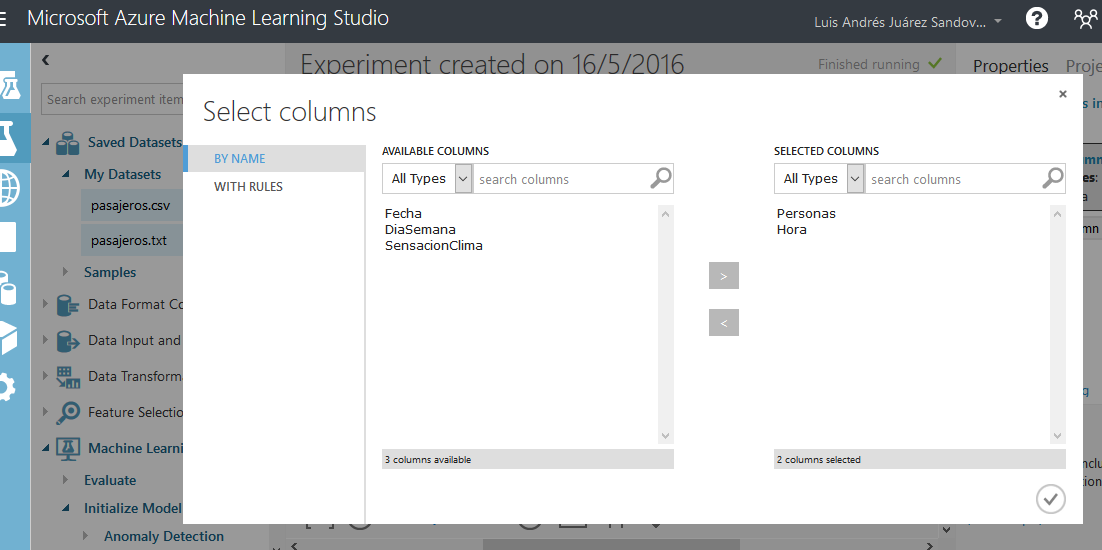 Microsoft Azure Machine Learning Studio
Luis Andrés Juárez Sandov...
?
Experiment created on 16/5/2016
Finished running
Properties
Search experiment item
Saved Datasets
My Datasets
pasajeros.csv
pasajeros.txt
Samples
Data Format Co
Data Input and
Data Transform
Feature Selectio
Machine Learni
Evaluate
Initialize Model
Anomaly Detection
Select columns
×
BY NAME
WITH RULES
AVAILABLE COLUMNS
All Types
search columns
Fecha
DiaSemana
SensacionClima
3 columns available
>
<
SELECTED COLUMNS
All Types
search columns
Personas
Hora
2 columns selected